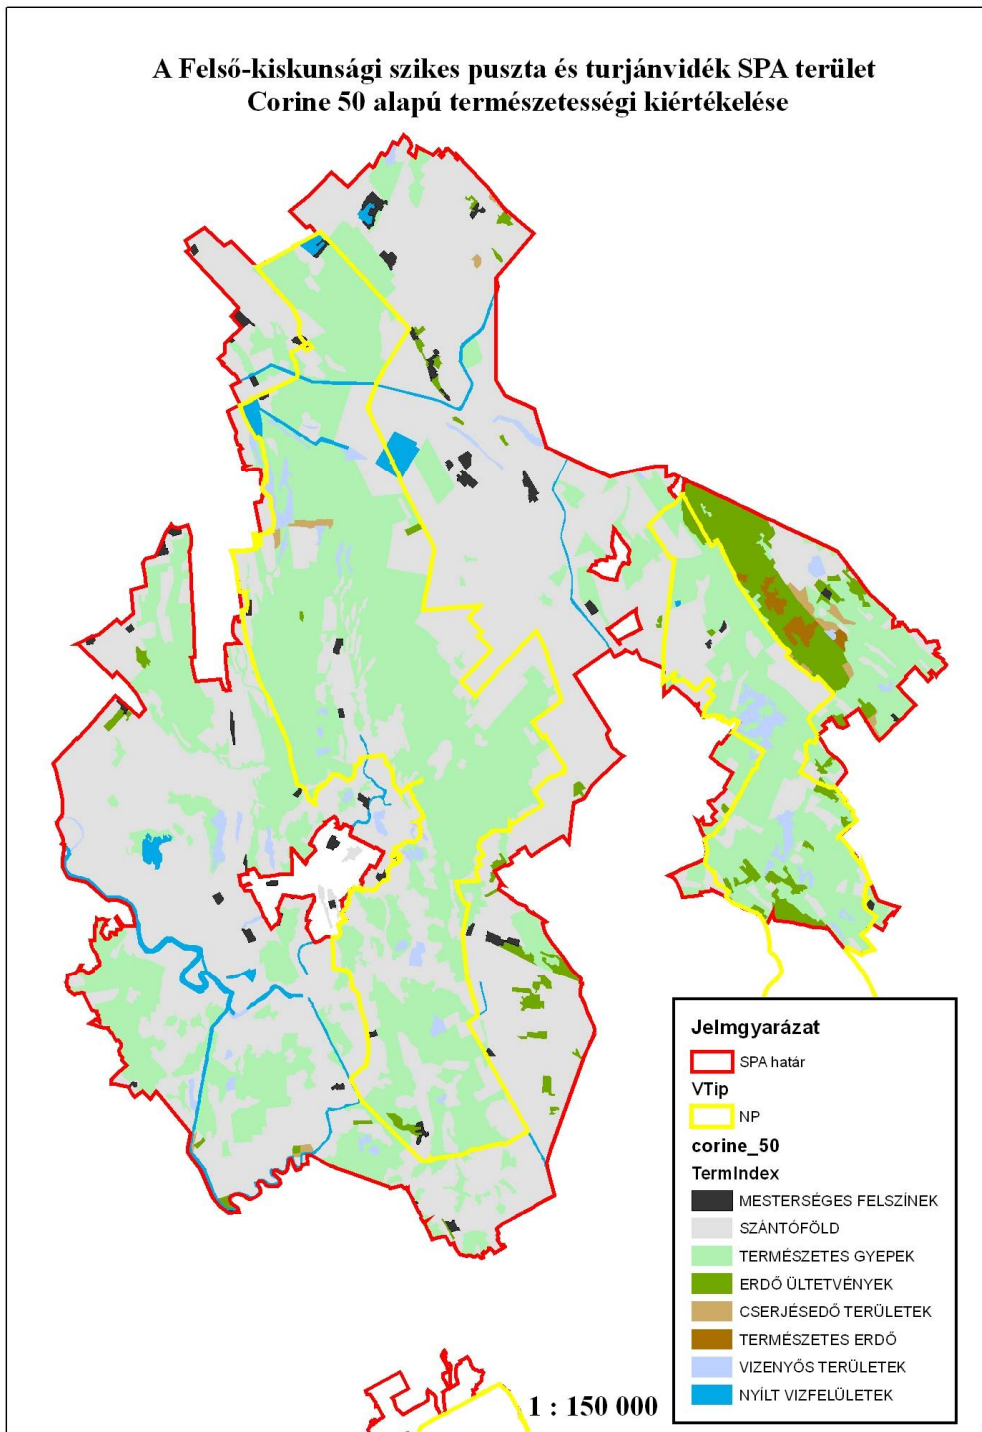 A Felső-kiskunsági szikes puszta és turjánvidék SPA terület
Corine 50 alapú természetességi kiértékelése
Jelmgyarázat
SPA határ
VTip
NP
corine_50
TermIndex
MESTERSÉGES FELSZÍNEK
SZÁNTÓFÖLD
TERMÉSZETES GYEPEK
ERDŐ ÜLTETVÉNYEK
CSERJÉSEDŐ TERÜLETEK
TERMÉSZETES ERDŐ
VIZENYŐS TERÜLETEK
NYÍLT VIZFELÜLETEK
1 : 150 000